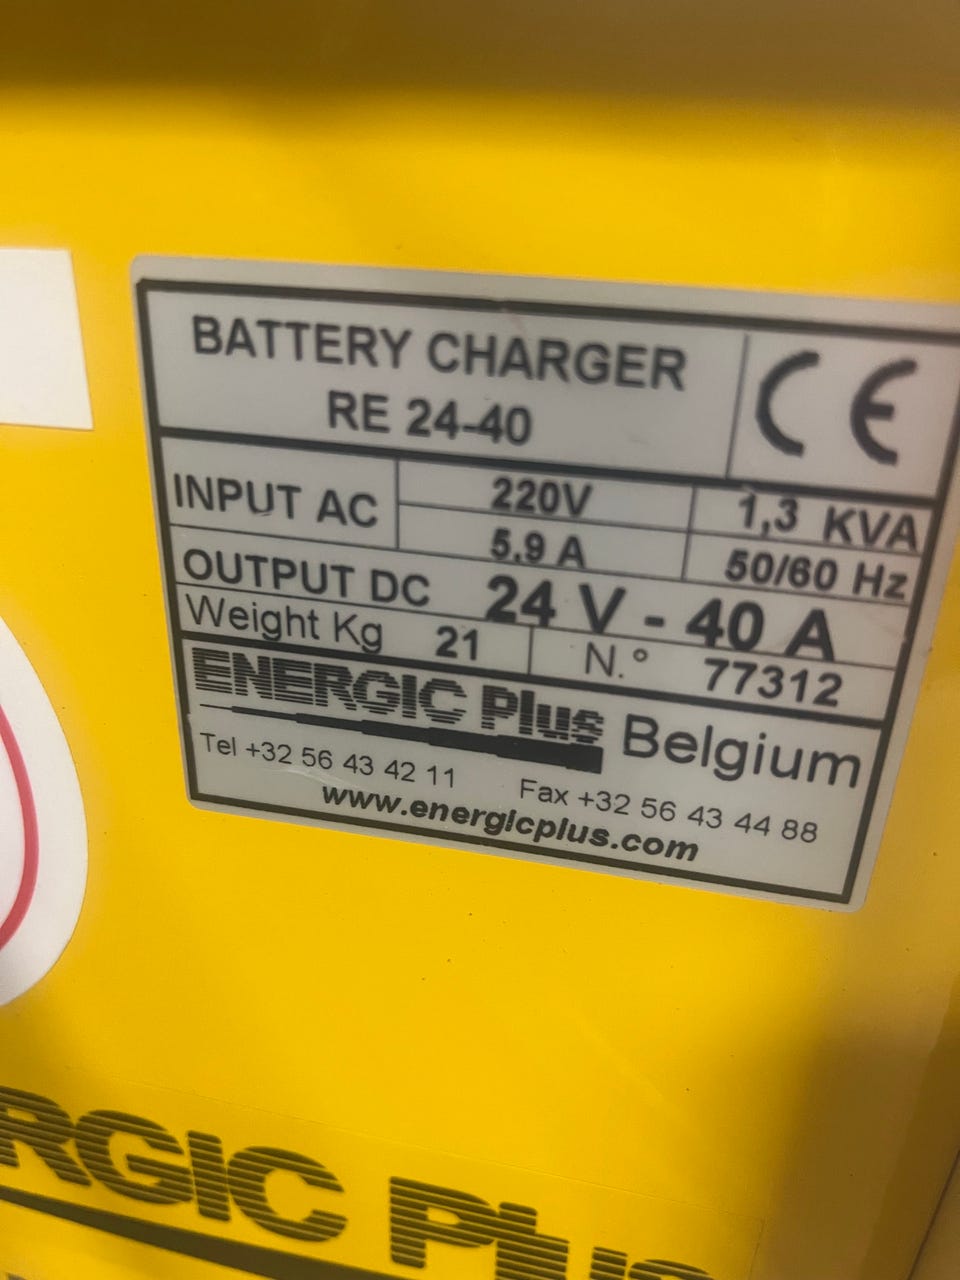 BATTERY CHARGER
RE 24-40
CE
INPUT AC
220V
1,3 KVA
5,9 A
50/60 Hz
OUTPUT DC 24 V - 40 A
Weight Kg 21 N.° 77312
ENERGIC Plus Belgium
Tel +32 56 43 42 11 Fax +32 56 43 44 88
www.energicplus.com
RGIC Plus